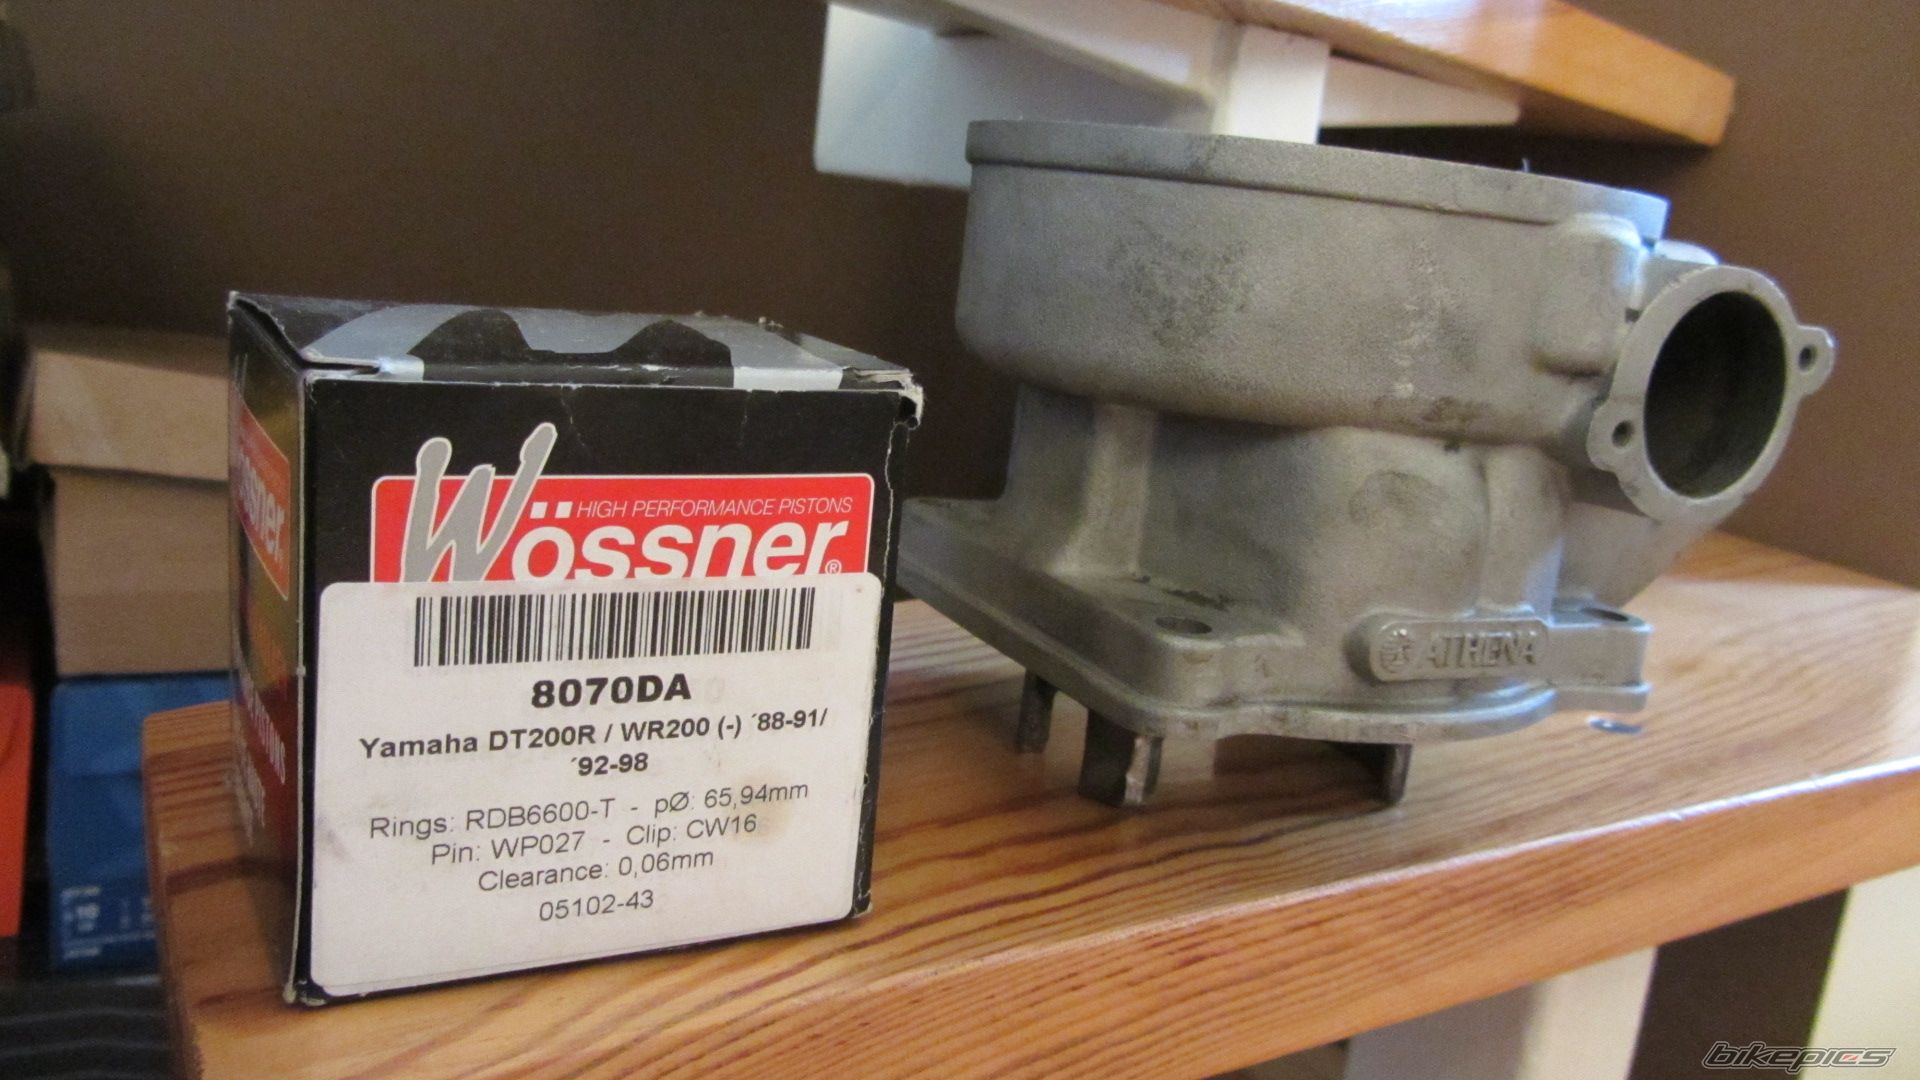 HIGH PERFORMANCE PISTONS
Wössner®
8070DA
Yamaha DT200R / WR200 (-) ´88-91/
´92-98
Rings: RDB6600-T - pØ: 65,94mm
Pin: WP027 - Clip: CW16
Clearance: 0,06mm
05102-43
ATHENA
bikepics